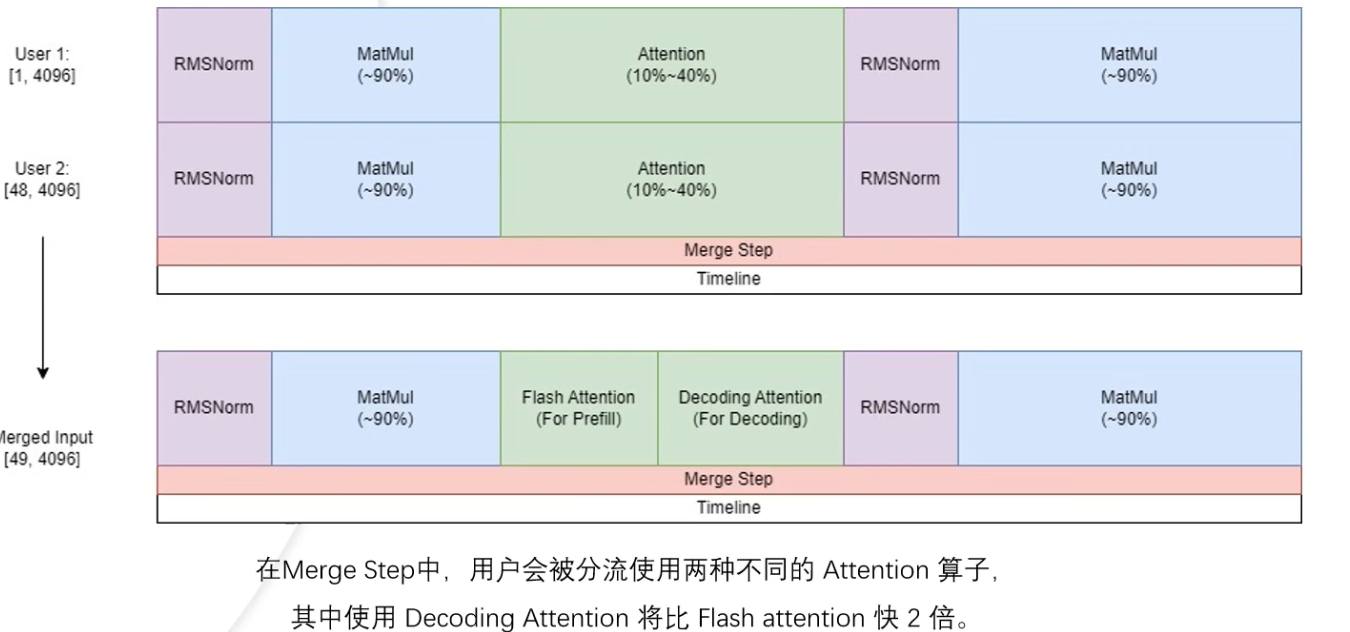 User 1:
[1, 4096]
RMSNorm
MatMul
(~90%)
Attention
(10%~40%)
RMSNorm
MatMul
(~90%)
User 2:
[48, 4096]
RMSNorm
MatMul
(~90%)
Attention
(10%~40%)
RMSNorm
MatMul
(~90%)
Merge Step
Timeline
Merged Input
[49, 4096]
RMSNorm
MatMul
(~90%)
Flash Attention
(For Prefill)
Decoding Attention
(For Decoding)
RMSNorm
MatMul
(~90%)
Merge Step
Timeline
在Merge Step中，用户会被分流使用两种不同的 Attention 算子，
其中使用 Decoding Attention 将比 Flash attention 快 2 倍。